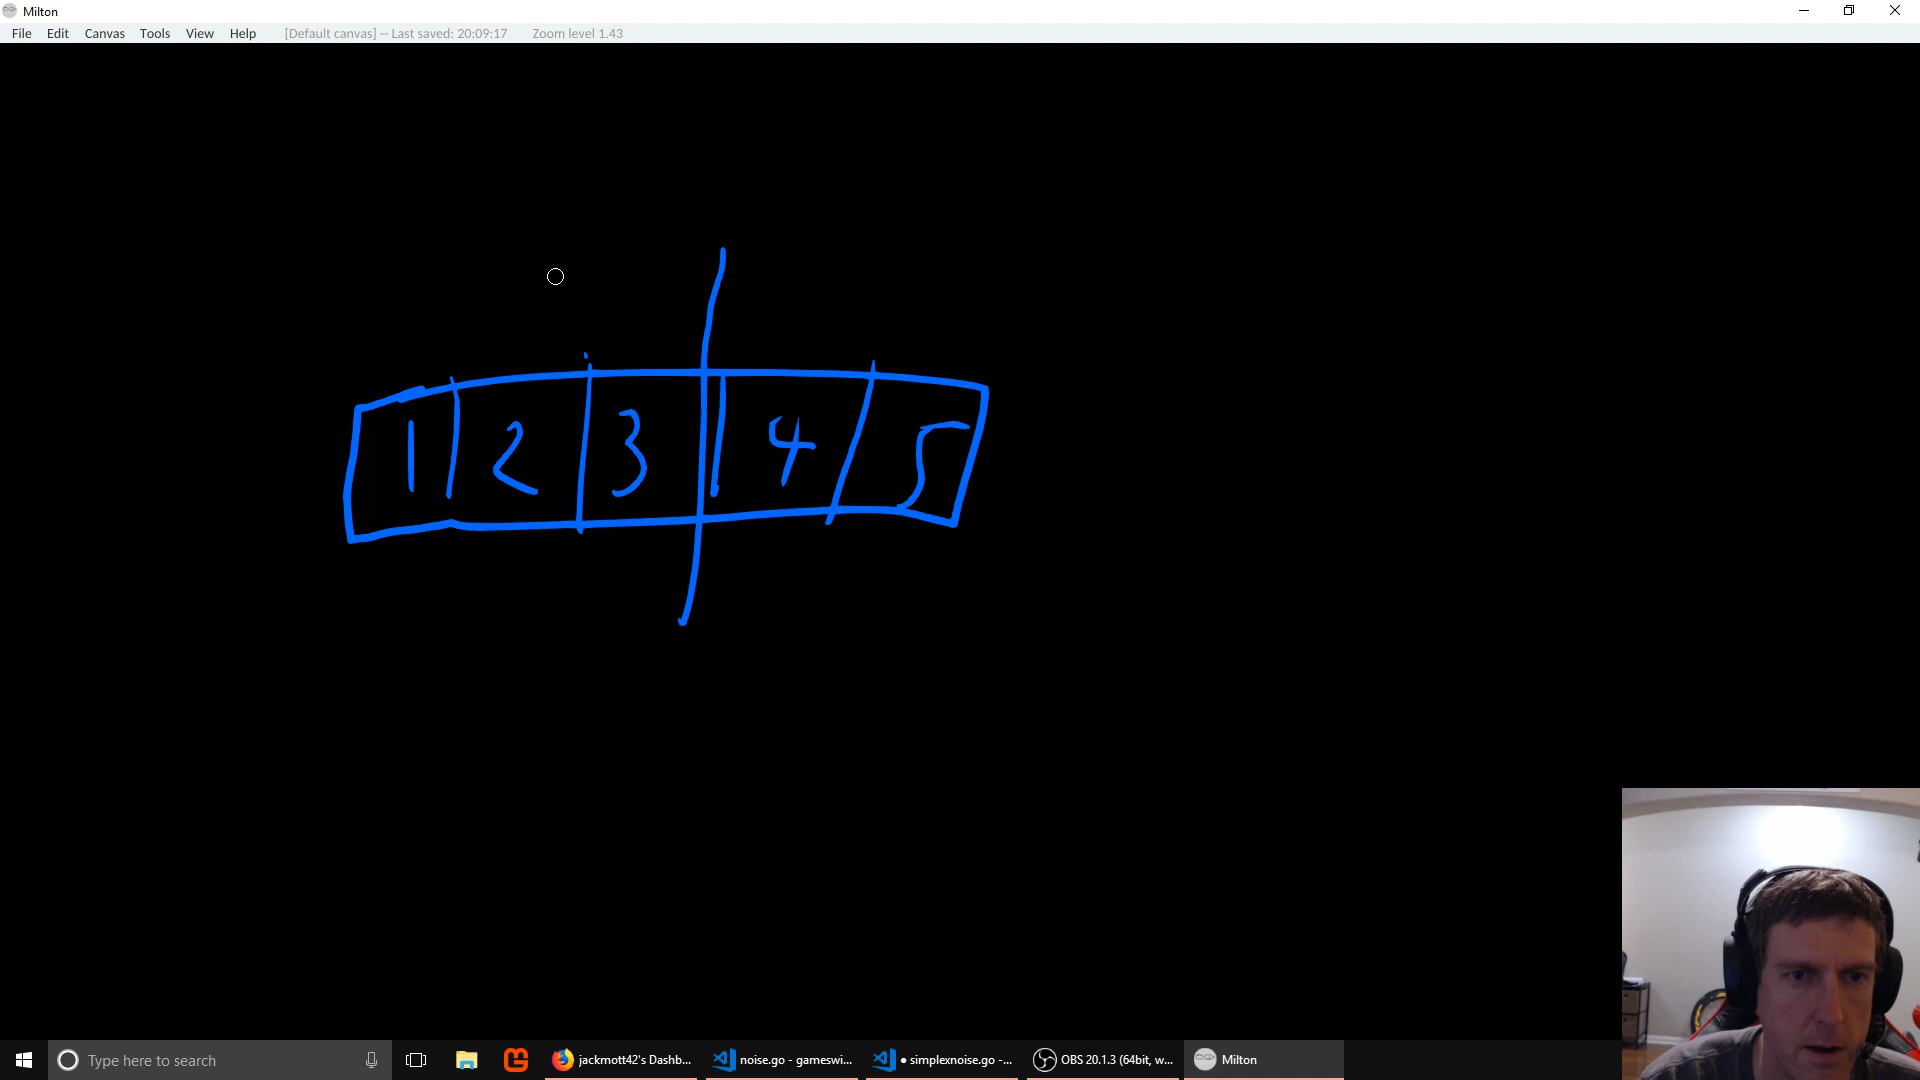 Milton
File Edit Canvas Tools View Help [Default canvas] -- Last saved: 20:09:17 Zoom level 1.43
1 2 3 4 5
Type here to search jackmott42's Dashb... noise.go - gameswi... • simplexnoise.go -... OBS 20.1.3 (64bit, w... Milton